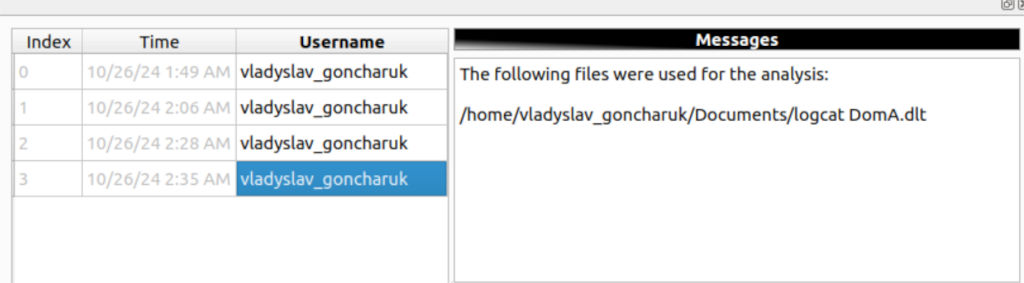 Index Time Username
0 10/26/24 1:49 AM vladyslav_goncharuk
1 10/26/24 2:06 AM vladyslav_goncharuk
2 10/26/24 2:28 AM vladyslav_goncharuk
3 10/26/24 2:35 AM vladyslav_goncharuk
Messages
The following files were used for the analysis:
/home/vladyslav_goncharuk/Documents/logcat DomA.dlt